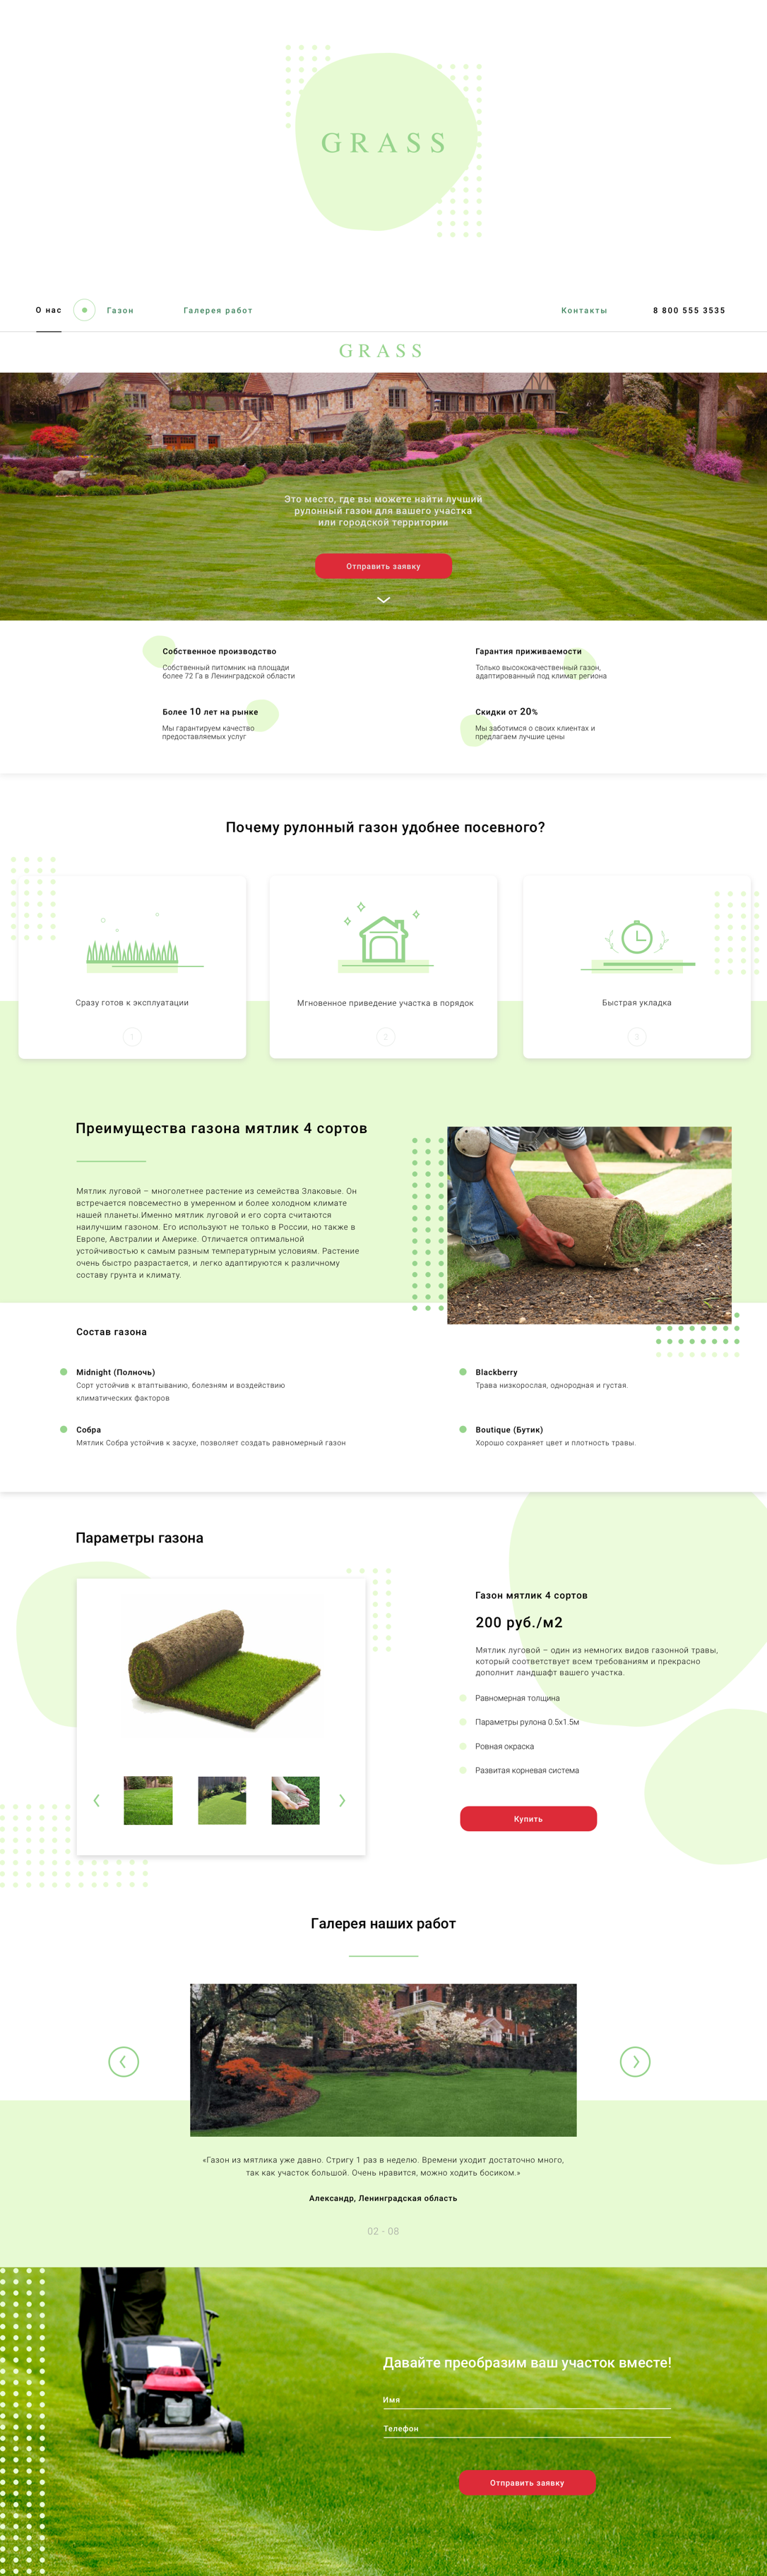 GRASS
О нас
Газон
Галерея работ
Контакты
8 800 555 3535
GRASS
Это место, где вы можете найти лучший
рулонный газон для вашего участка
или городской территории
Отправить заявку
Собственное производство
Собственный питомник на площади
более 72 Га в Ленинградской области
Гарантия приживаемости
Только высококачественный газон,
адаптированный под климат региона
Более 10 лет на рынке
Мы гарантируем качество
предоставляемых услуг
Скидки от 20%
Мы заботимся о своих клиентах и
предлагаем лучшие цены
Почему рулонный газон удобнее посевного?
Сразу готов к эксплуатации
1
Мгновенное приведение участка в порядок
2
Быстрая укладка
3
Преимущества газона мятлик 4 сортов
Мятлик луговой – многолетнее растение из семейства Злаковые. Он
встречается повсеместно в умеренном и более холодном климате
нашей планеты.Именно мятлик луговой и его сорта считаются
наилучшим газоном. Его используют не только в России, но также в
Европе, Австралии и Америке. Отличается оптимальной
устойчивостью к самым разным температурным условиям. Растение
очень быстро разрастается, и легко адаптируются к различному
составу грунта и климату.
Состав газона
Midnight (Полночь)
Сорт устойчив к втаптыванию, болезням и воздействию
климатических факторов
Blackberry
Трава низкорослая, однородная и густая.
Собра
Мятлик Собра устойчив к засухе, позволяет создать равномерный газон
Boutique (Бутик)
Хорошо сохраняет цвет и плотность травы.
Параметры газона
Газон мятлик 4 сортов
200 руб./м2
Мятлик луговой – один из немногих видов газонной травы,
который соответствует всем требованиям и прекрасно
дополнит ландшафт вашего участка.
Равномерная толщина
Параметры рулона 0.5х1.5м
Ровная окраска
Развитая корневая система
Купить
Галерея наших работ
«Газон из мятлика уже давно. Стригу 1 раз в неделю. Времени уходит достаточно много,
так как участок большой. Очень нравится, можно ходить босиком.»
Александр, Ленинградская область
02 - 08
Давайте преобразим ваш участок вместе!
Имя
Телефон
Отправить заявку